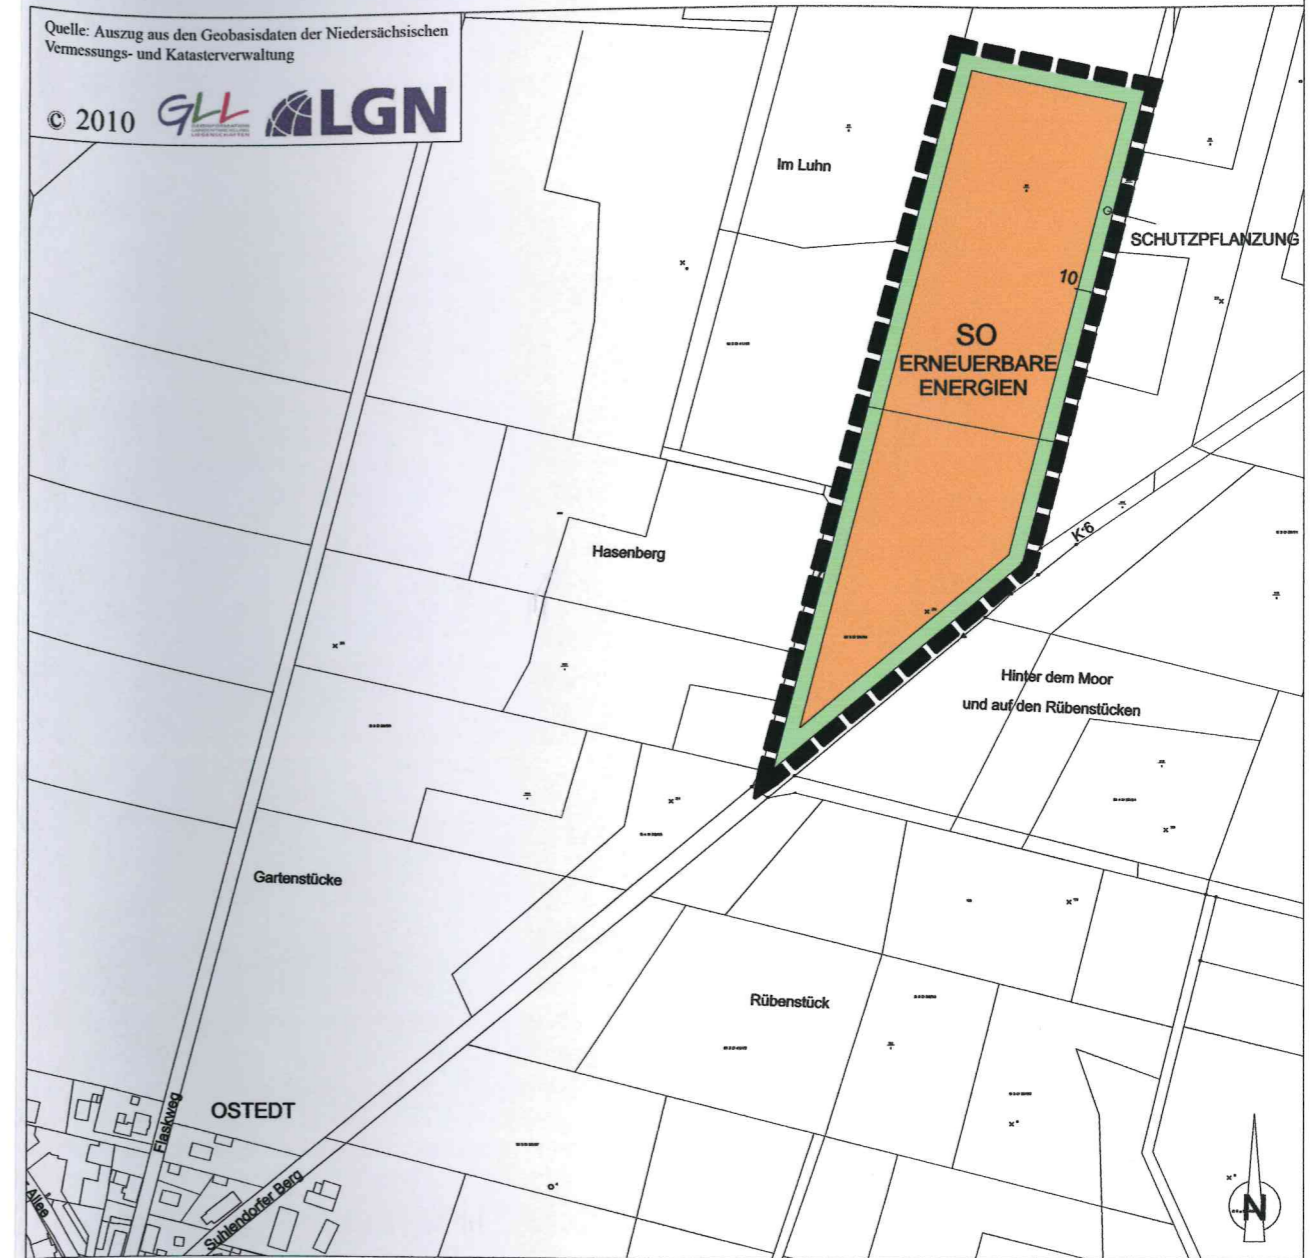 Quelle: Auszug aus den Geobasisdaten der Niedersächsischen
Vermessungs- und Katasterverwaltung
© 2010 GLL LGN
Im Luhn
SCHUTZPFLANZUNG
10
SO
ERNEUERBARE
ENERGIEN
K 6
Hasenberg
Hinter dem Moor
und auf den Rübenstücken
Gartenstücke
Rübenstück
OSTEDT
Flaskweg
Suhlendorfer Berg
Allee
N